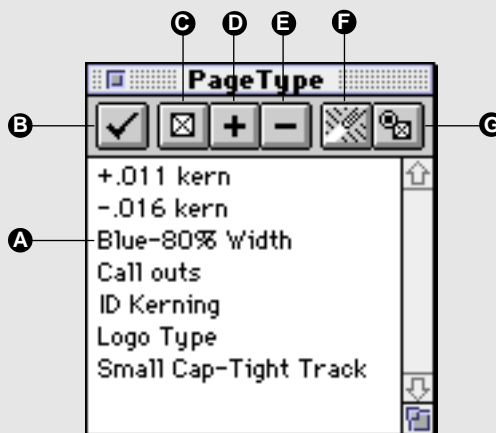 C D E F
PageType
B G
+.011 kern
-.016 kern
A Blue-80% Width
Call outs
ID Kerning
Logo Type
Small Cap-Tight Track